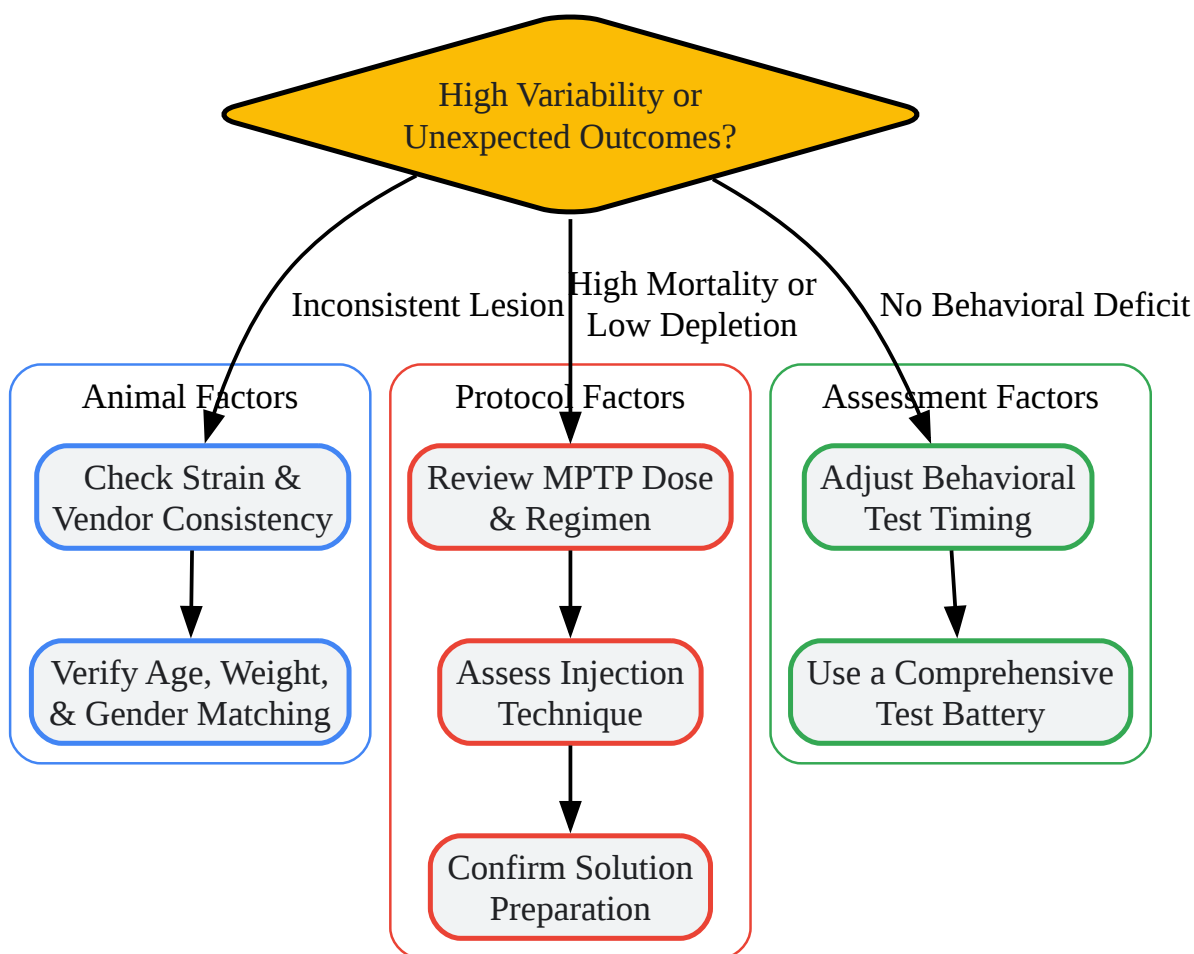 High Variability or
Unexpected Outcomes?
Inconsistent Lesion
High Mortality or
Low Depletion
No Behavioral Deficit
Animal Factors
Check Strain &
Vendor Consistency
Verify Age, Weight,
& Gender Matching
Protocol Factors
Review MPTP Dose
& Regimen
Assess Injection
Technique
Confirm Solution
Preparation
Assessment Factors
Adjust Behavioral
Test Timing
Use a Comprehensive
Test Battery